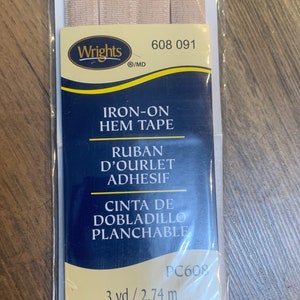 Wrights
608 091
®/MD
IRON-ON
HEM TAPE
RUBAN
D'OURLET
ADHESIF
CINTA DE
DOBLADILLO
PLANCHABLE
PC608
3 yd / 2.74 m